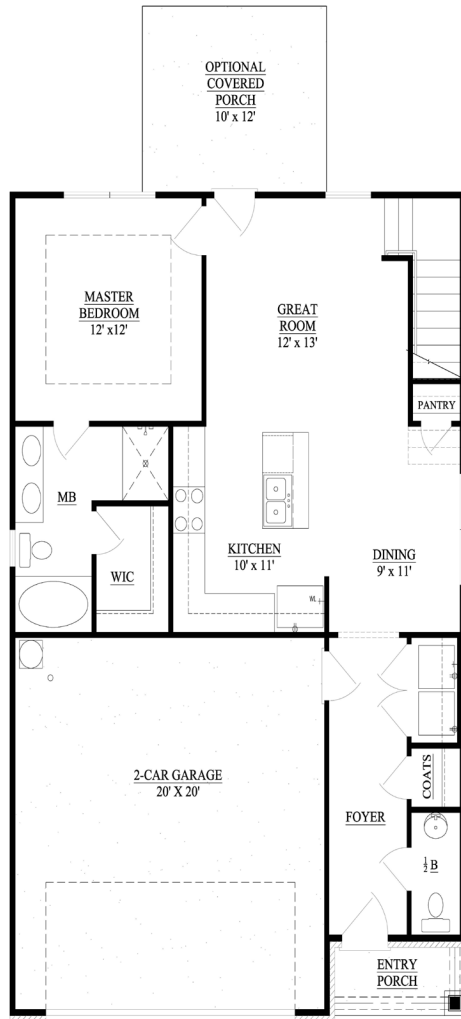 OPTIONAL
COVERED
PORCH
10' x 12'
MASTER
BEDROOM
12' x12'
GREAT
ROOM
12' x 13'
PANTRY
MB
WIC
KITCHEN
10' x 11'
DINING
9' x 11'
WL
2-CAR GARAGE
20' X 20'
COATS
FOYER
½ B
ENTRY
PORCH